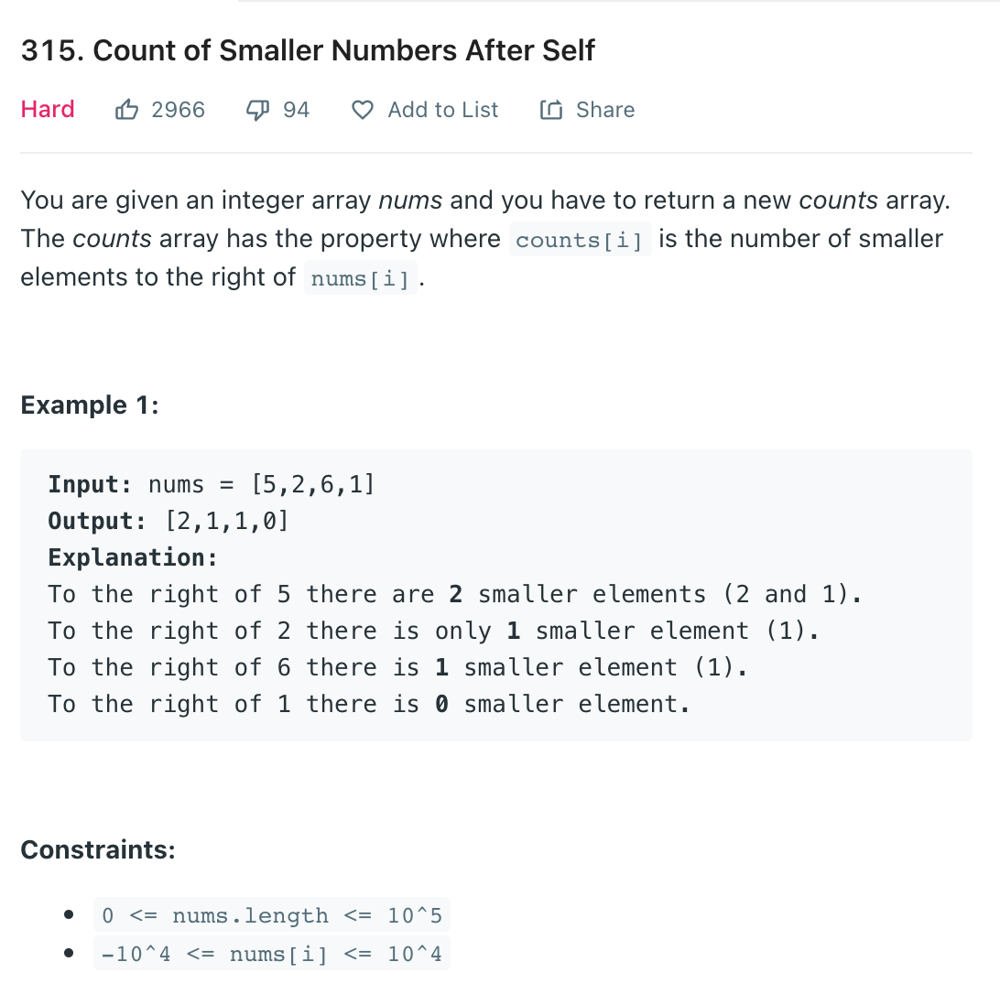 315. Count of Smaller Numbers After Self
Hard 2966 94 Add to List Share
You are given an integer array nums and you have to return a new counts array.
The counts array has the property where counts[i] is the number of smaller
elements to the right of nums[i].
Example 1:
Input: nums = [5,2,6,1]
Output: [2,1,1,0]
Explanation:
To the right of 5 there are 2 smaller elements (2 and 1).
To the right of 2 there is only 1 smaller element (1).
To the right of 6 there is 1 smaller element (1).
To the right of 1 there is 0 smaller element.
Constraints:
• 0 <= nums.length <= 10^5
• -10^4 <= nums[i] <= 10^4